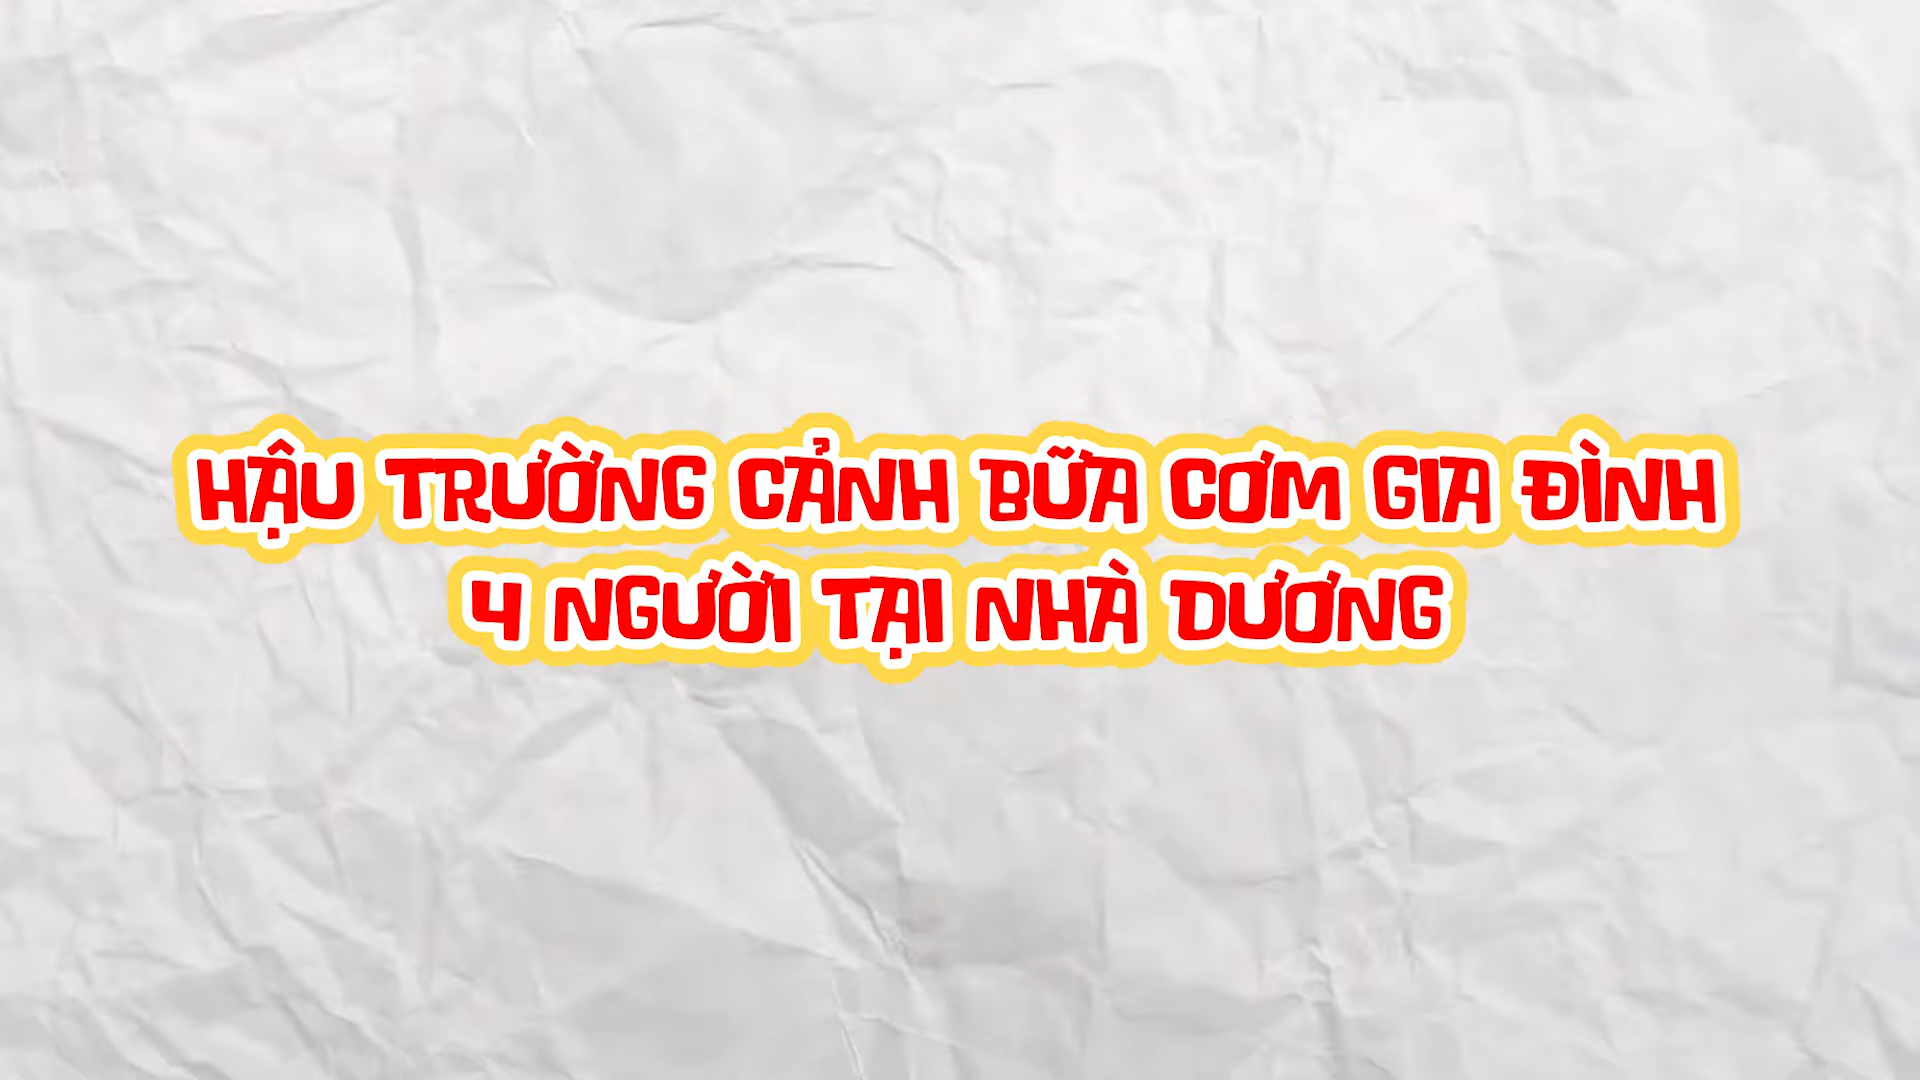 HẬU TRƯỜNG CẢNH BỮA CƠM GIA ĐÌNH
4 NGƯỜI TẠI NHÀ DƯƠNG